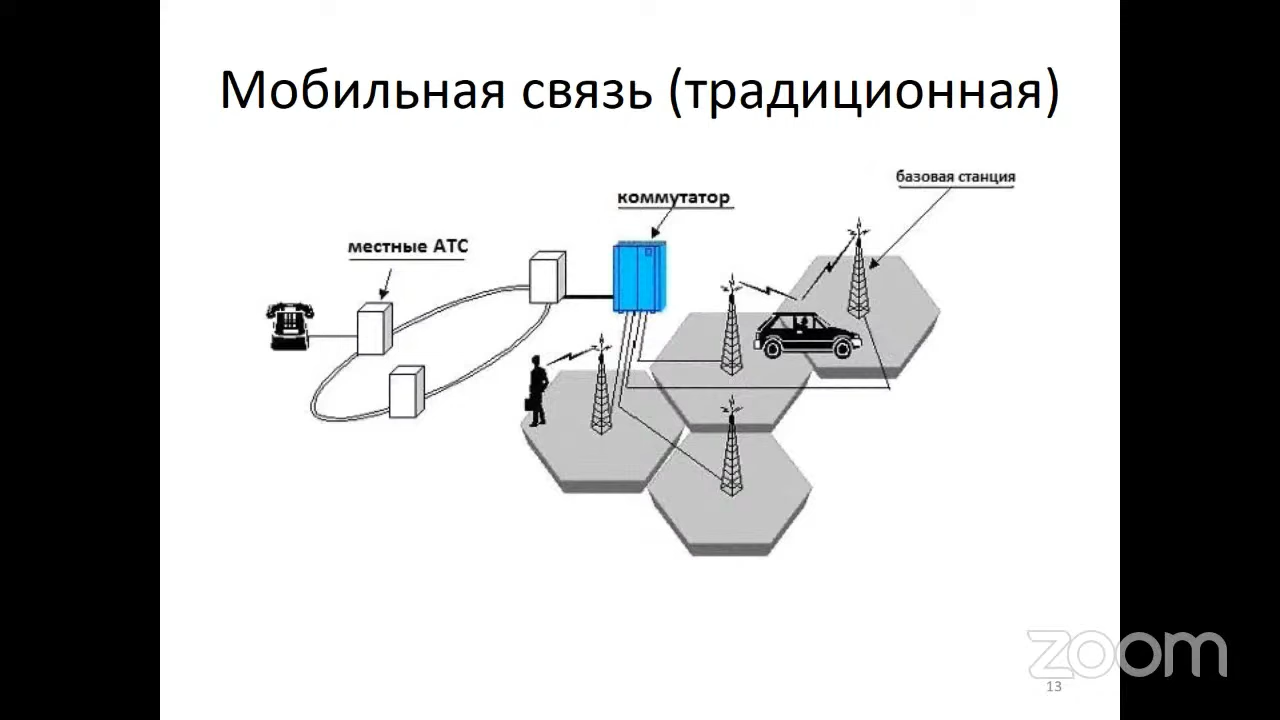 Мобильная связь (традиционная)
базовая станция
коммутатор
местные АТС
zoom
13